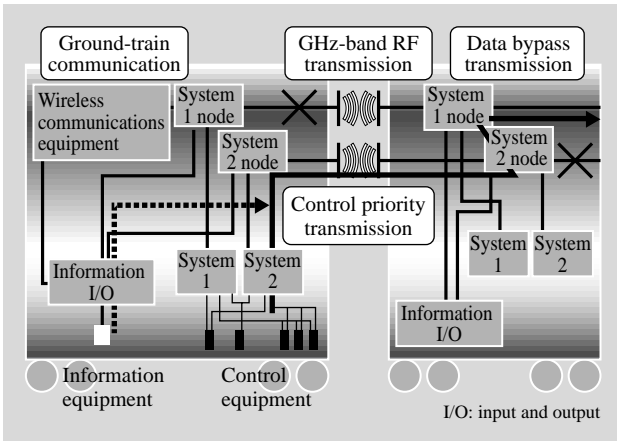 Ground-train
communication
GHz-band RF
transmission
Data bypass
transmission
Wireless
communications
equipment
System
1 node
System
2 node
System
1 node
System
2 node
Control priority
transmission
Information
I/O
System
1
System
2
System
1
System
2
Information
I/O
Information
equipment
Control
equipment
I/O: input and output